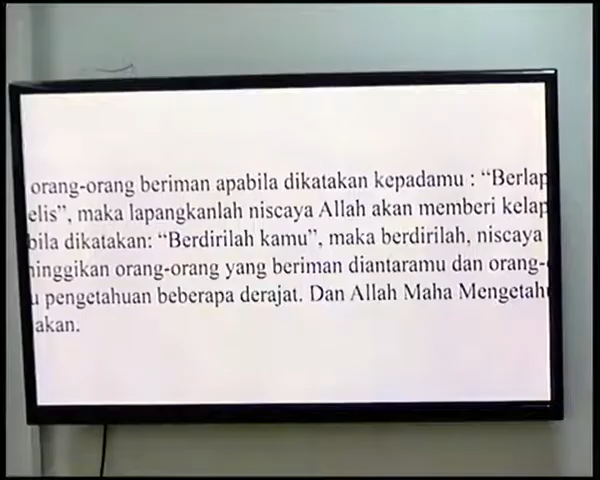 orang-orang beriman apabila dikatakan kepadamu : “Berlap
elis”, maka lapangkanlah niscaya Allah akan memberi kelap
bila dikatakan: “Berdirilah kamu”, maka berdirilah, niscaya
ninggikan orang-orang yang beriman diantaramu dan orang-
u pengetahuan beberapa derajat. Dan Allah Maha Mengetahu
akan.